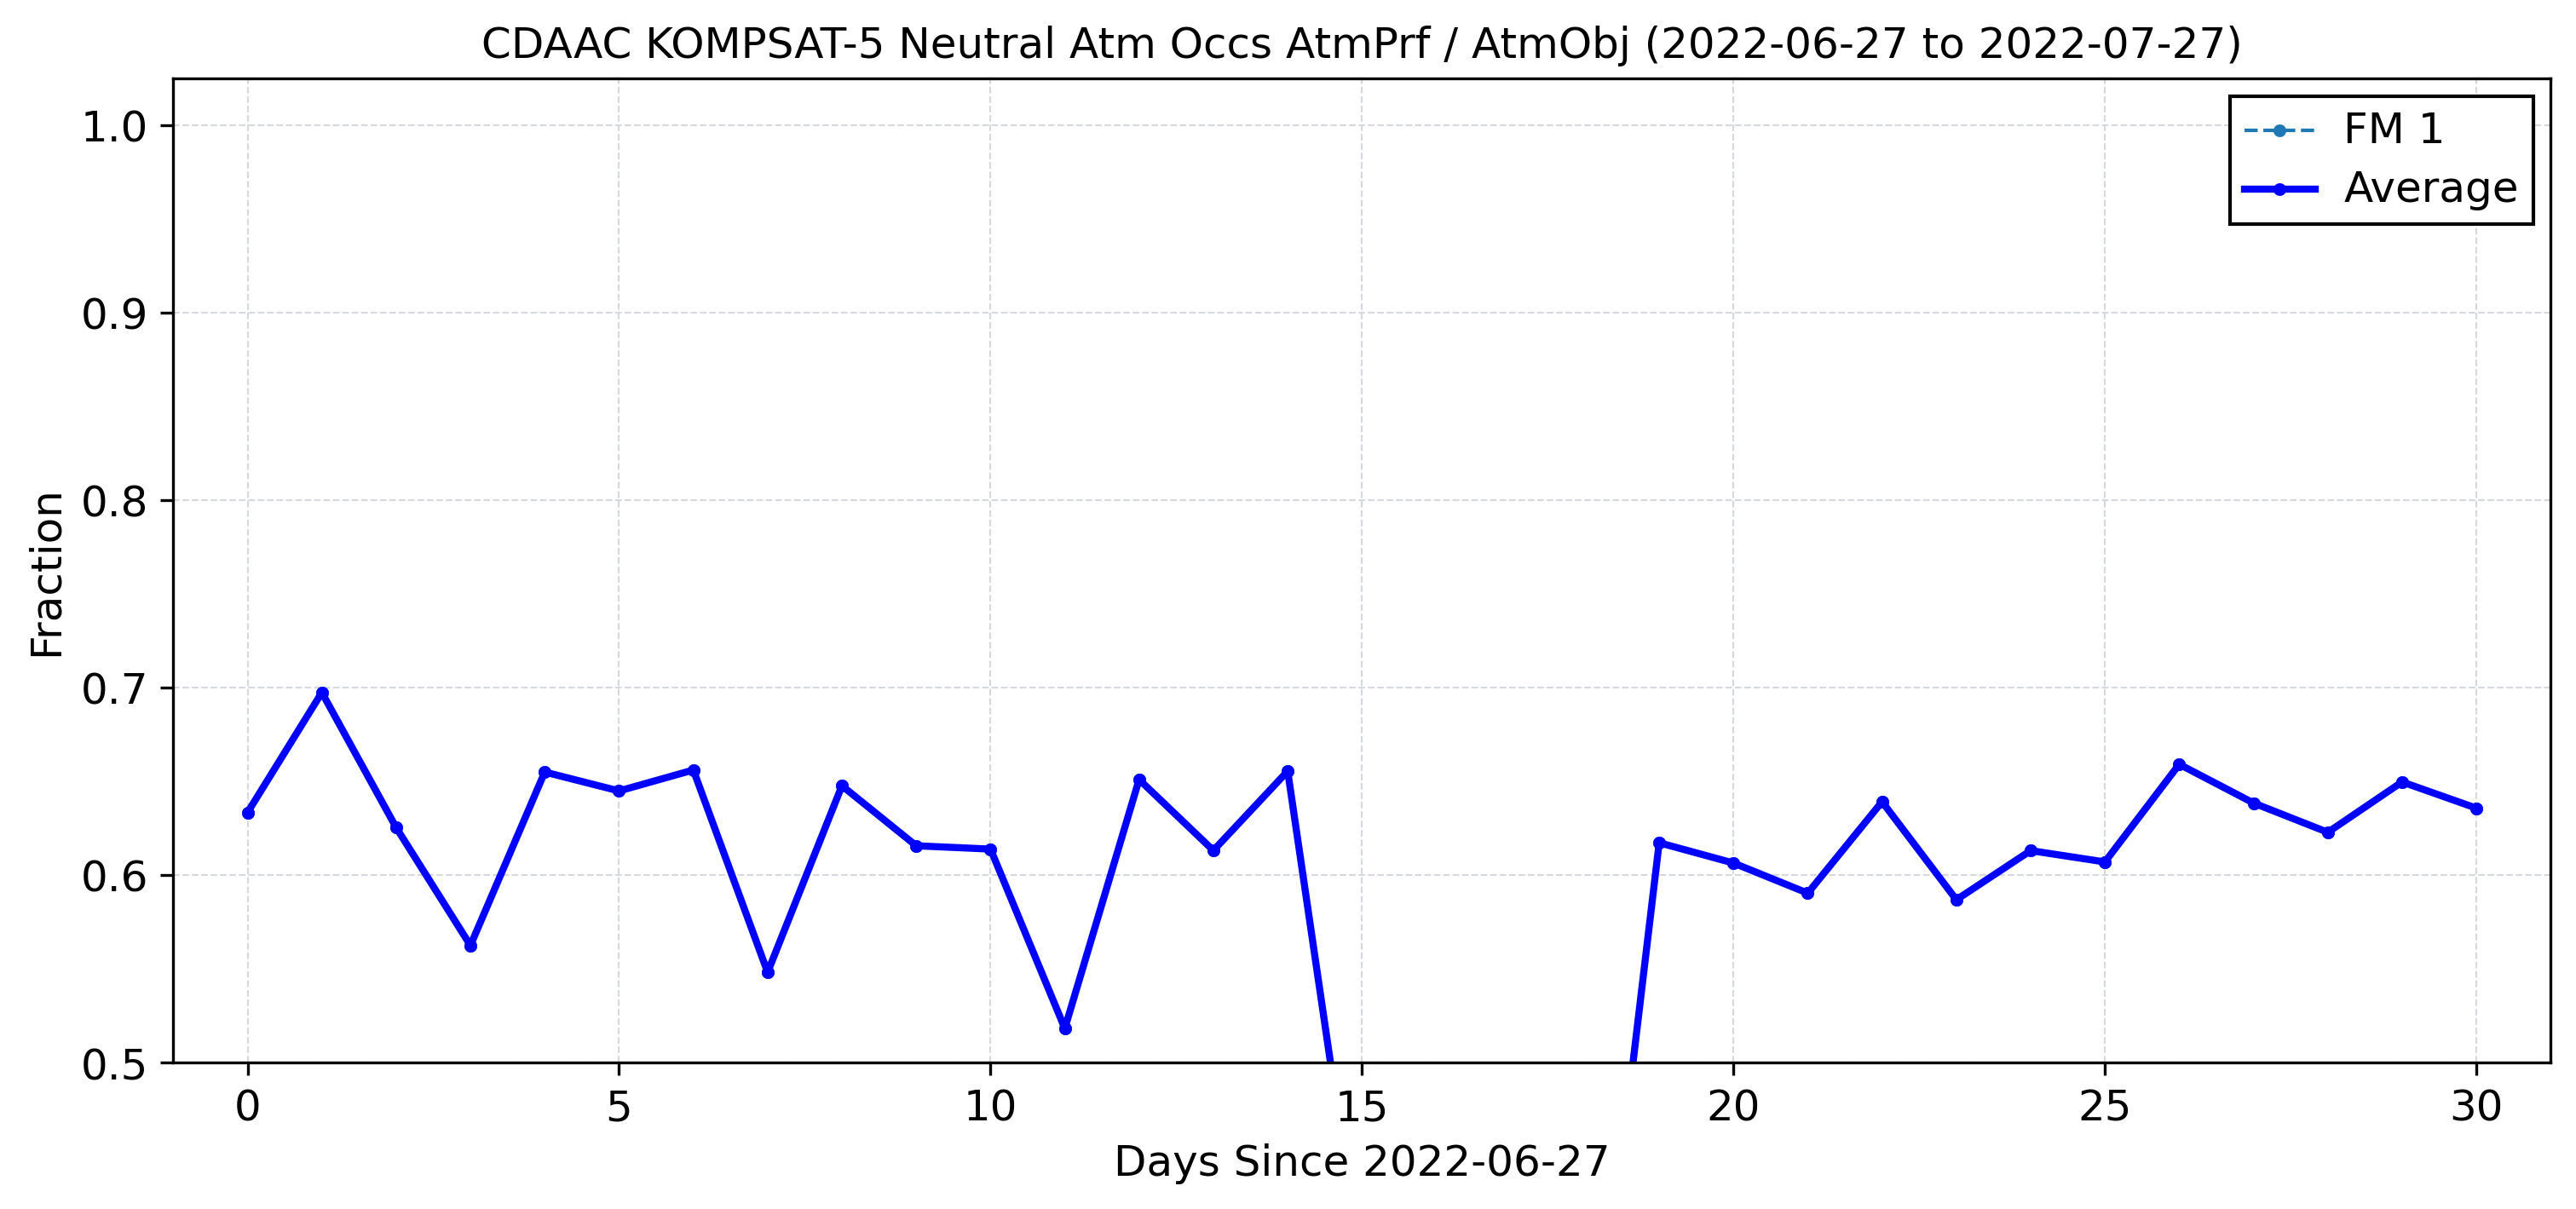 CDAAC KOMPSAT-5 Neutral Atm Occs AtmPrf / AtmObj (2022-06-27 to 2022-07-27)
FM 1
Average
1.0
0.9
0.8
0.7
0.6
0.5
Fraction
0 5 10 15 20 25 30
Days Since 2022-06-27